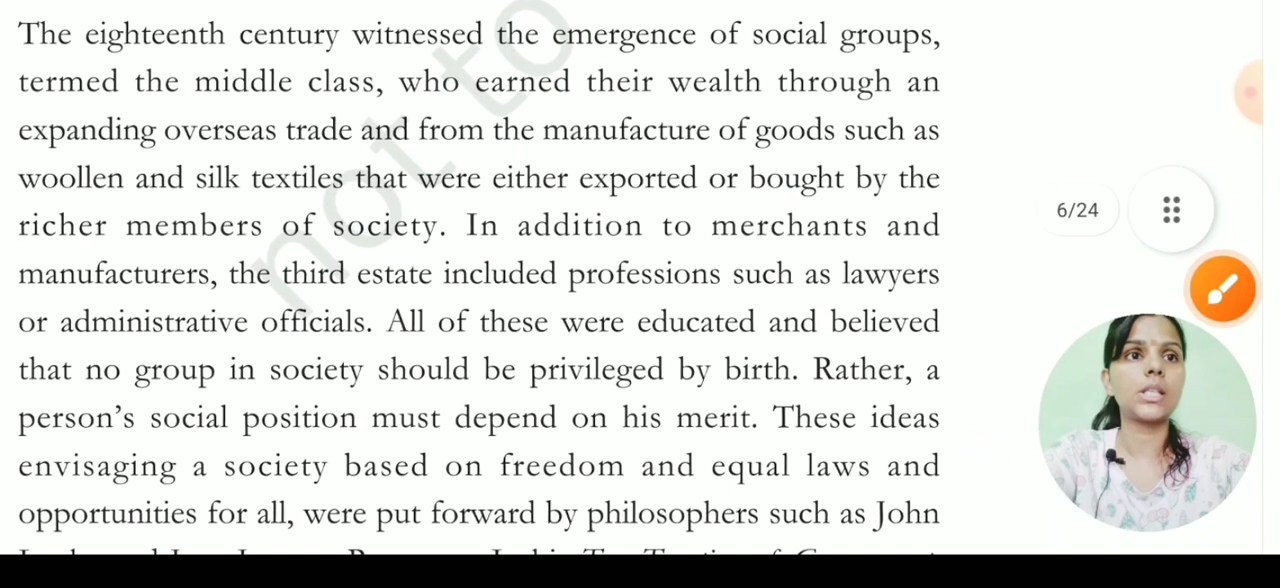 The eighteenth century witnessed the emergence of social groups,
termed the middle class, who earned their wealth through an
expanding overseas trade and from the manufacture of goods such as
woollen and silk textiles that were either exported or bought by the
richer members of society. In addition to merchants and
manufacturers, the third estate included professions such as lawyers
or administrative officials. All of these were educated and believed
that no group in society should be privileged by birth. Rather, a
person's social position must depend on his merit. These ideas
envisaging a society based on freedom and equal laws and
opportunities for all, were put forward by philosophers such as John
not to
6/24